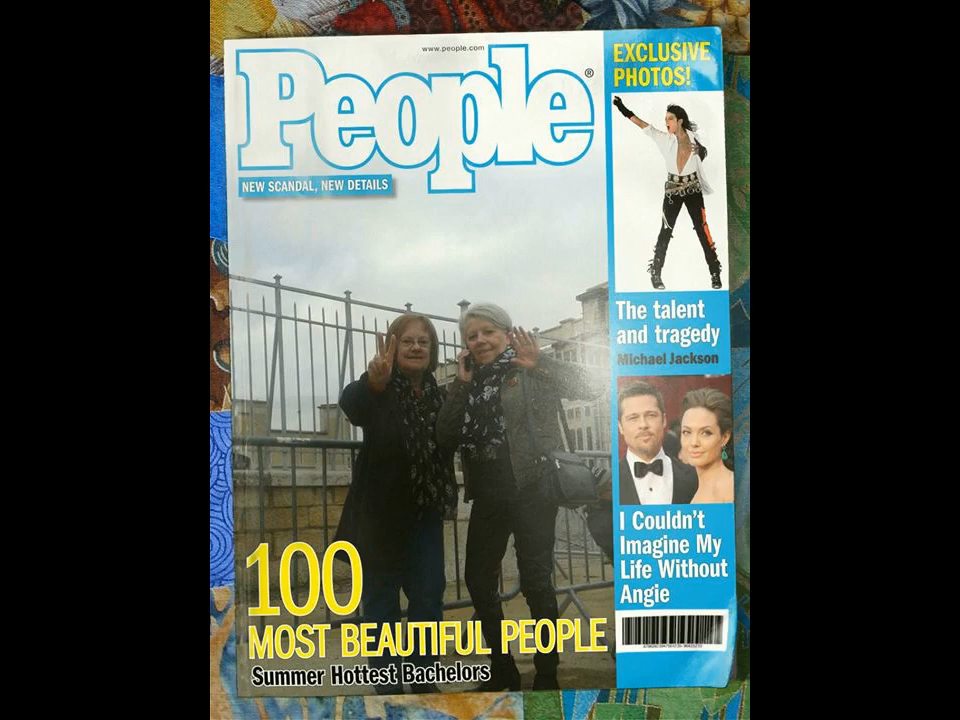 www.people.com
People®
NEW SCANDAL, NEW DETAILS
100
MOST BEAUTIFUL PEOPLE
Summer Hottest Bachelors
EXCLUSIVE
PHOTOS!
The talent
and tragedy
Michael Jackson
I Couldn't
Imagine My
Life Without
Angie